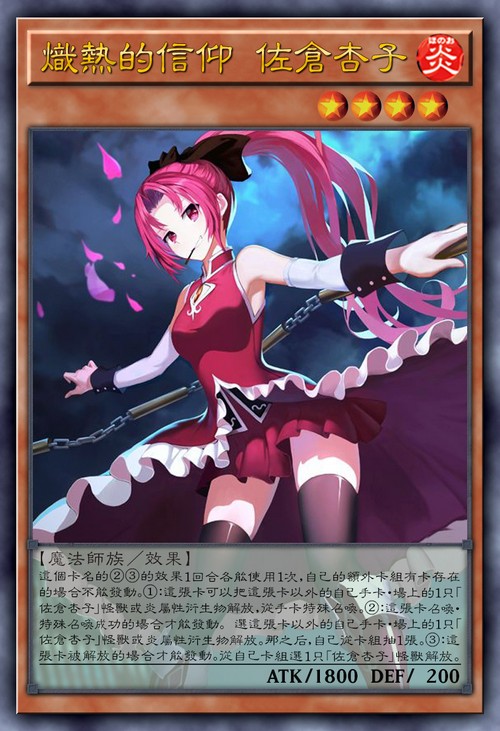 熾熱的信仰 佐倉杏子
ほのお
炎
【魔法師族／效果】
這個卡名的②③的效果1回合各能使用1次，自己的額外卡組有卡存在
的場合不能發動。①：這張卡可以把這張卡以外的自己手卡・場上的1只「
佐倉杏子」怪獸或炎屬性衍生物解放，從手卡特殊召喚。②：這張卡召喚・
特殊召喚成功的場合才能發動。 選這張卡以外的自己手卡・場上的1只「
佐倉杏子」怪獸或炎屬性衍生物解放。那之后，自己從卡組抽1張。③：這
張卡被解放的場合才能發動。從自己卡組選1只「佐倉杏子」怪獸解放。
ATK/1800 DEF/ 200